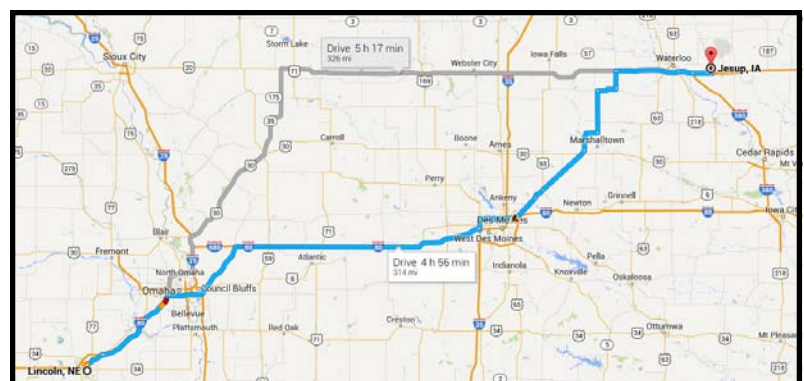 Storm Lake
Sioux City
Drive 5 h 17 min
326 mi
Webster City
Iowa Falls
Waterloo
Jesup, IA
Carroll
Boone
Ames
Marshalltown
Cedar Rapids
Perry
Ankeny
Newton
Grinnell
Iowa City
Des Moines
West Des Moines
Blair
Fremont
North Omaha
Omaha
Council Bluffs
Bellevue
Plattsmouth
Atlantic
Drive 4 h 56 min
314 mi
Indianola
Pella
Knoxville
Oskaloosa
Red Oak
Creston
Ottumwa
Mt Pleasan
Lincoln, NE